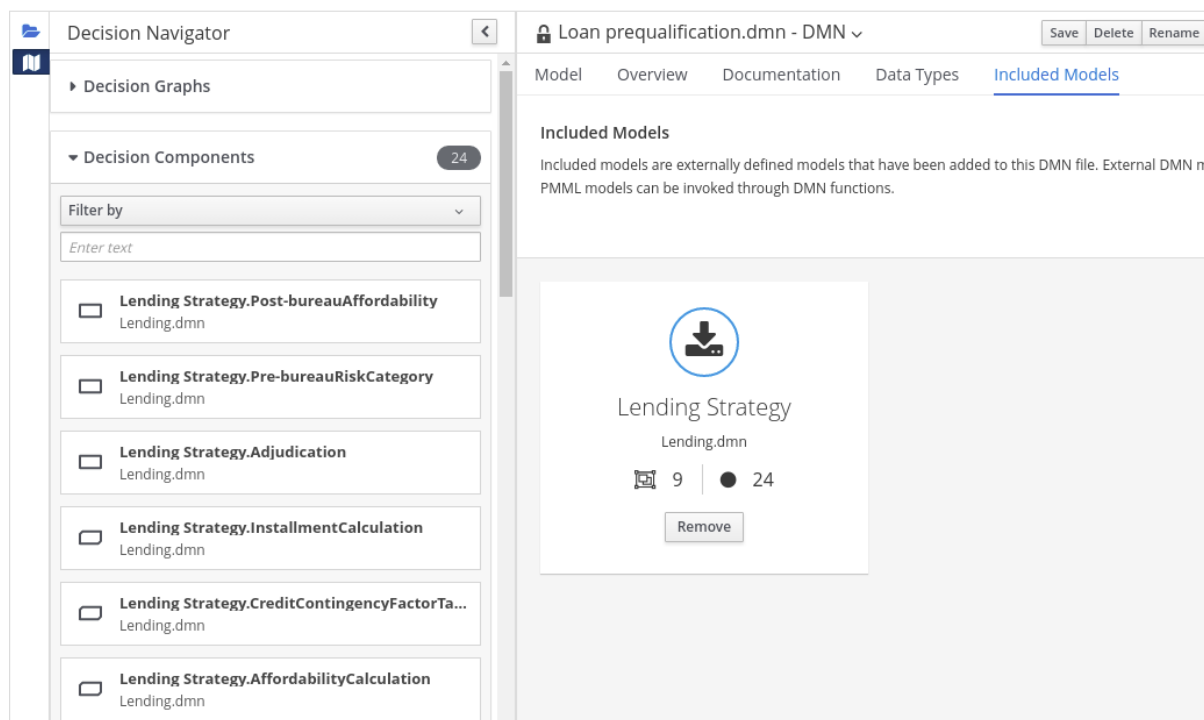 Decision Navigator
Decision Graphs
Decision Components
24
Filter by
Enter text
Lending Strategy.Post-bureauAffordability
Lending.dmn
Lending Strategy.Pre-bureauRiskCategory
Lending.dmn
Lending Strategy.Adjudication
Lending.dmn
Lending Strategy.InstallmentCalculation
Lending.dmn
Lending Strategy.CreditContingencyFactorTa...
Lending.dmn
Lending Strategy.AffordabilityCalculation
Lending.dmn
Loan prequalification.dmn - DMN
Save Delete Rename
Model Overview Documentation Data Types Included Models
Included Models
Included models are externally defined models that have been added to this DMN file. External DMN
PMML models can be invoked through DMN functions.
Lending Strategy
Lending.dmn
9 24
Remove